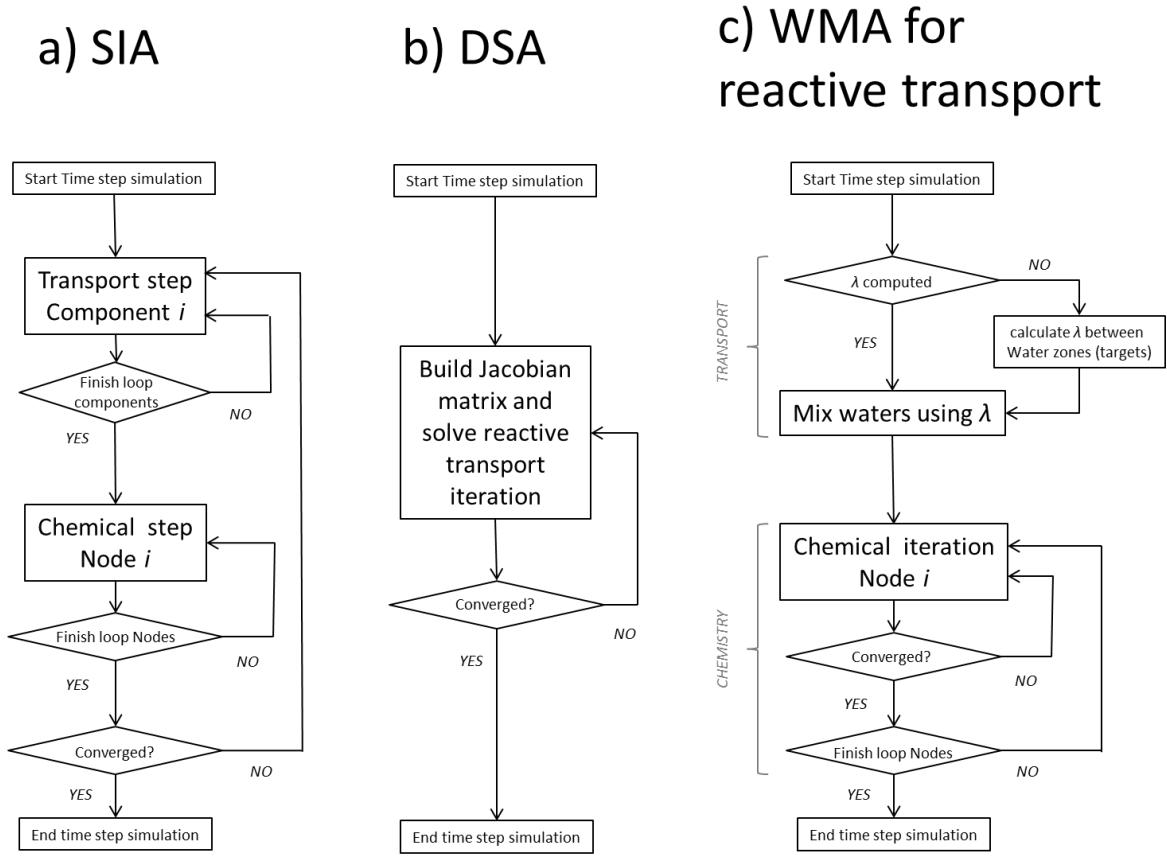 a) SIA
Start Time step simulation
Transport step
Component i
Finish loop
components
NO
YES
Chemical step
Node i
Finish loop Nodes
NO
YES
Converged?
NO
YES
End time step simulation
b) DSA
Start Time step simulation
Build Jacobian
matrix and
solve reactive
transport
iteration
Converged?
NO
YES
End time step simulation
c) WMA for
reactive transport
Start Time step simulation
TRANSPORT
λ computed
NO
YES
calculate λ between
Water zones (targets)
Mix waters using λ
CHEMISTRY
Chemical iteration
Node i
Converged?
NO
YES
Finish loop Nodes
NO
YES
End time step simulation